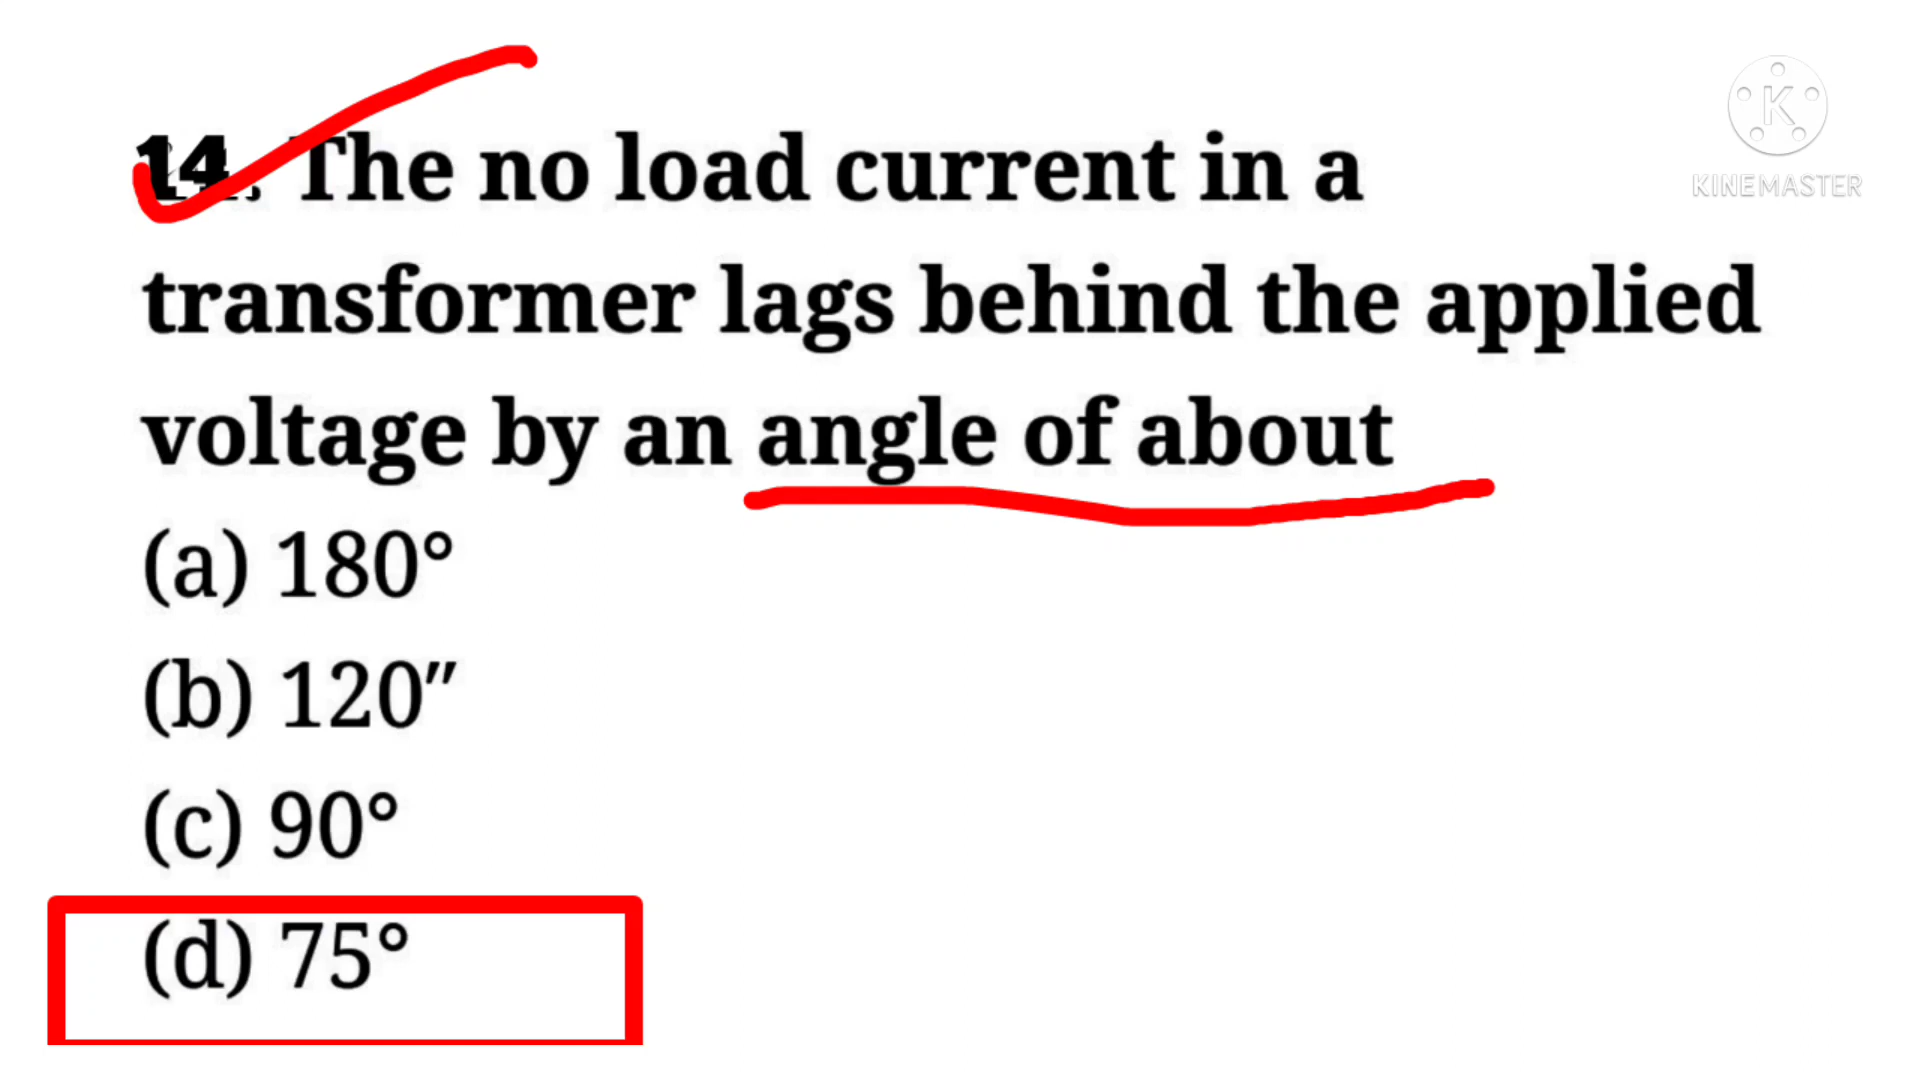 14. The no load current in a
transformer lags behind the applied
voltage by an angle of about
(a) 180°
(b) 120″
(c) 90°
(d) 75°
K
KINEMASTER